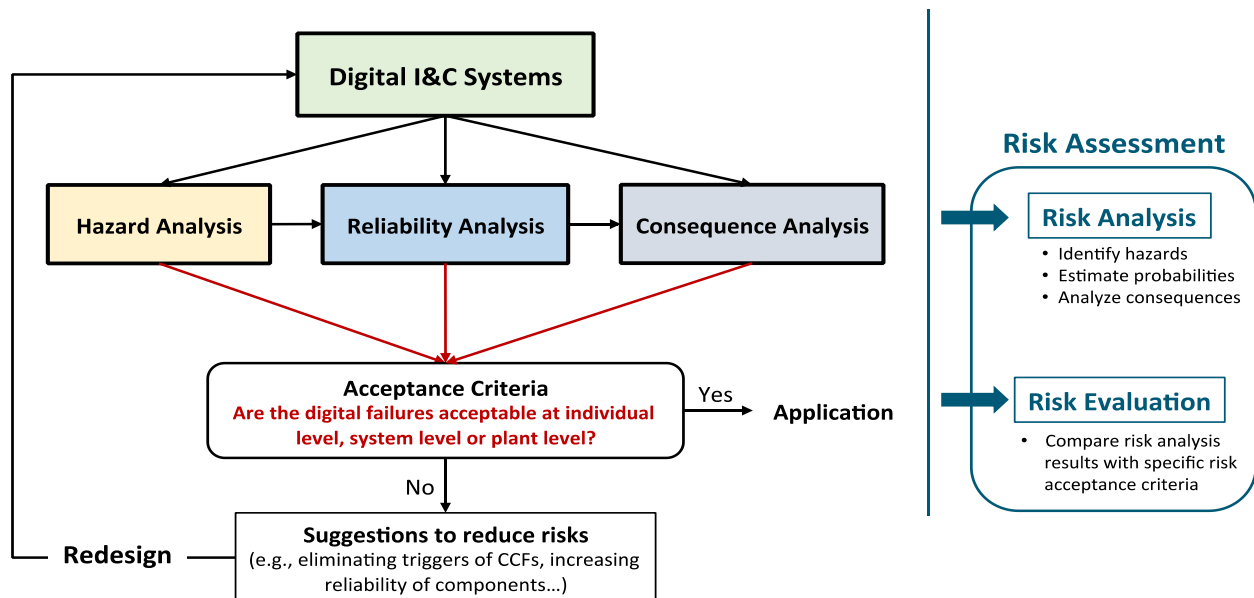 Digital I&C Systems
Hazard Analysis
Reliability Analysis
Consequence Analysis
Acceptance Criteria
Are the digital failures acceptable at individual
level, system level or plant level?
Yes
Application
No
Suggestions to reduce risks
(e.g., eliminating triggers of CCFs, increasing
reliability of components…)
Redesign
Risk Assessment
Risk Analysis
• Identify hazards
• Estimate probabilities
• Analyze consequences
Risk Evaluation
• Compare risk analysis
results with specific risk
acceptance criteria